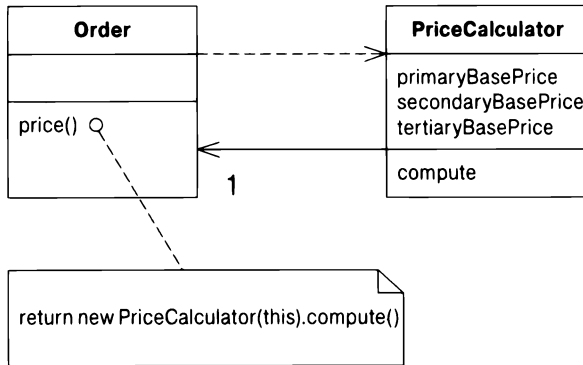 Order
PriceCalculator
primaryBasePrice
secondaryBasePrice
tertiaryBasePrice
price()
1
compute
return new PriceCalculator(this).compute()